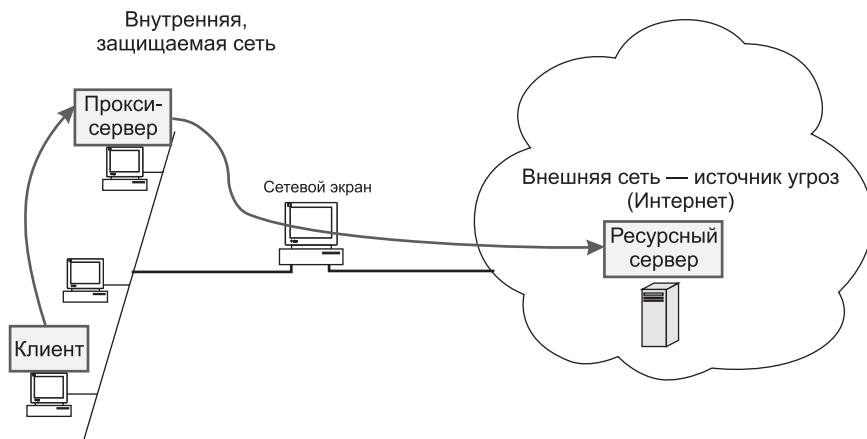 Внутренняя,
защищаемая сеть
Прокси-
сервер
Сетевой экран
Внешняя сеть — источник угроз
(Интернет)
Ресурсный
сервер
Клиент